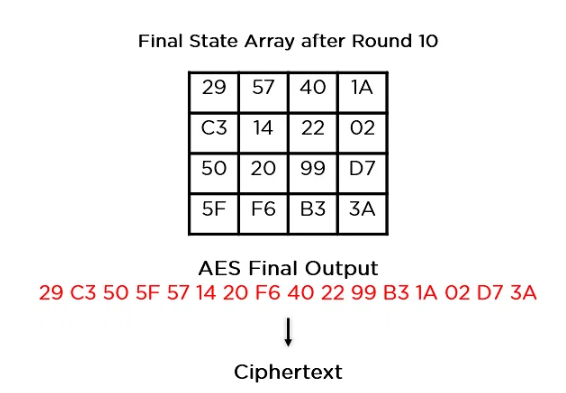 Final State Array after Round 10
29 57 40 1A
C3 14 22 02
50 20 99 D7
5F F6 B3 3A
AES Final Output
29 C3 50 5F 57 14 20 F6 40 22 99 B3 1A 02 D7 3A
Ciphertext